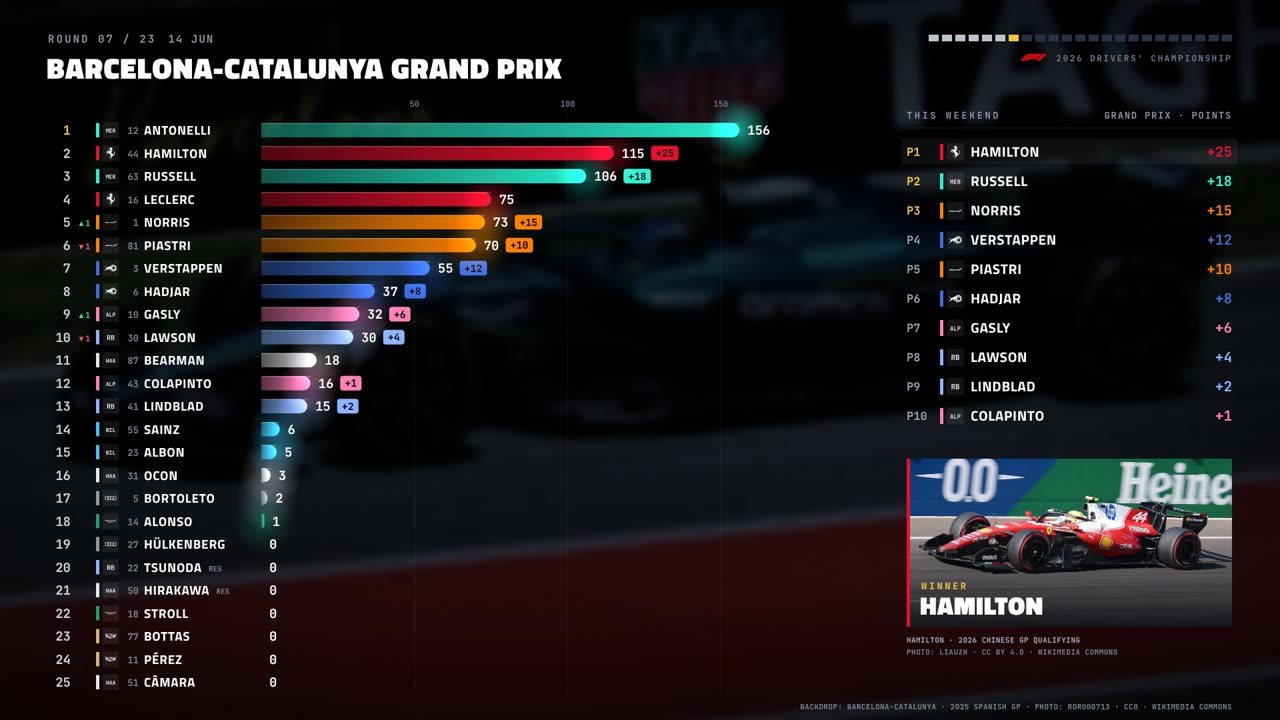 ROUND 07 / 23 14 JUN
BARCELONA-CATALUNYA GRAND PRIX
2026 DRIVERS' CHAMPIONSHIP
50 100 150
1 MER 12 ANTONELLI 156
2 44 HAMILTON 115 +25
3 MER 63 RUSSELL 106 +18
4 16 LECLERC 75
5 ▲1 1 NORRIS 73 +15
6 ▼1 81 PIASTRI 70 +10
7 3 VERSTAPPEN 55 +12
8 6 HADJAR 37 +8
9 ▲1 ALP 10 GASLY 32 +6
10 ▼1 RB 30 LAWSON 30 +4
11 HAA 87 BEARMAN 18
12 ALP 43 COLAPINTO 16 +1
13 RB 41 LINDBLAD 15 +2
14 WIL 55 SAINZ 6
15 WIL 23 ALBON 5
16 HAA 31 OCON 3
17 5 BORTOLETO 2
18 14 ALONSO 1
19 27 HÜLKENBERG 0
20 RB 22 TSUNODA RES 0
21 HAA 50 HIRAKAWA RES 0
22 18 STROLL 0
23 77 BOTTAS 0
24 11 PÉREZ 0
25 HAA 51 CÂMARA 0
THIS WEEKEND GRAND PRIX · POINTS
P1 HAMILTON +25
P2 MER RUSSELL +18
P3 NORRIS +15
P4 VERSTAPPEN +12
P5 PIASTRI +10
P6 HADJAR +8
P7 ALP GASLY +6
P8 RB LAWSON +4
P9 RB LINDBLAD +2
P10 ALP COLAPINTO +1
0.0 Heine
44
WINNER
HAMILTON
HAMILTON · 2026 CHINESE GP QUALIFYING
PHOTO: LIAUZH · CC BY 4.0 · WIKIMEDIA COMMONS
BACKDROP: BARCELONA-CATALUNYA · 2025 SPANISH GP · PHOTO: RORO00713 · CC0 · WIKIMEDIA COMMONS
TAG
HEUER
TAG H